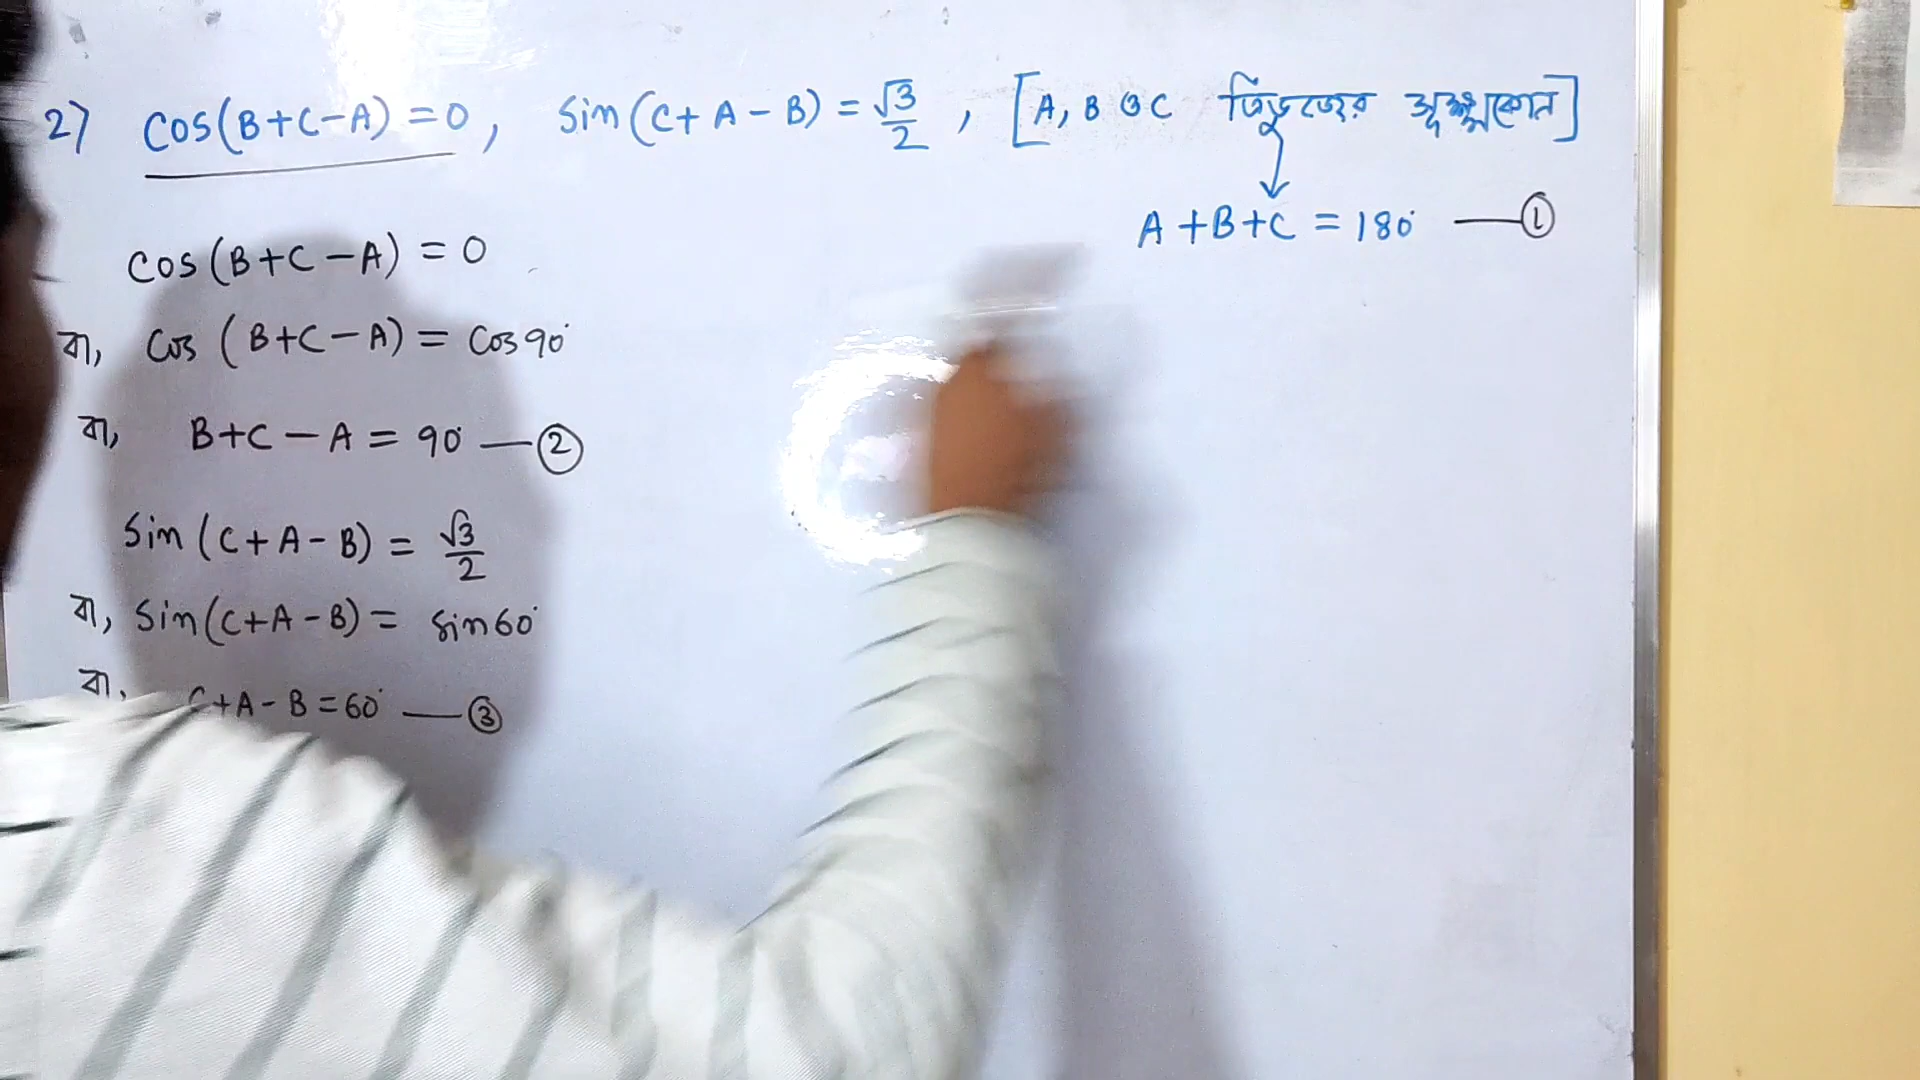 2) cos(B+C-A) = 0, sin(C+A-B) = √3/2, [A, B ও C ত্রিভুজের সূক্ষ্মকোন]
A+B+C = 180° —①
cos(B+C-A) = 0
বা, cos(B+C-A) = cos90°
বা, B+C-A = 90° —②
sin(C+A-B) = √3/2
বা, sin(C+A-B) = sin60°
বা, C+A-B = 60° —③